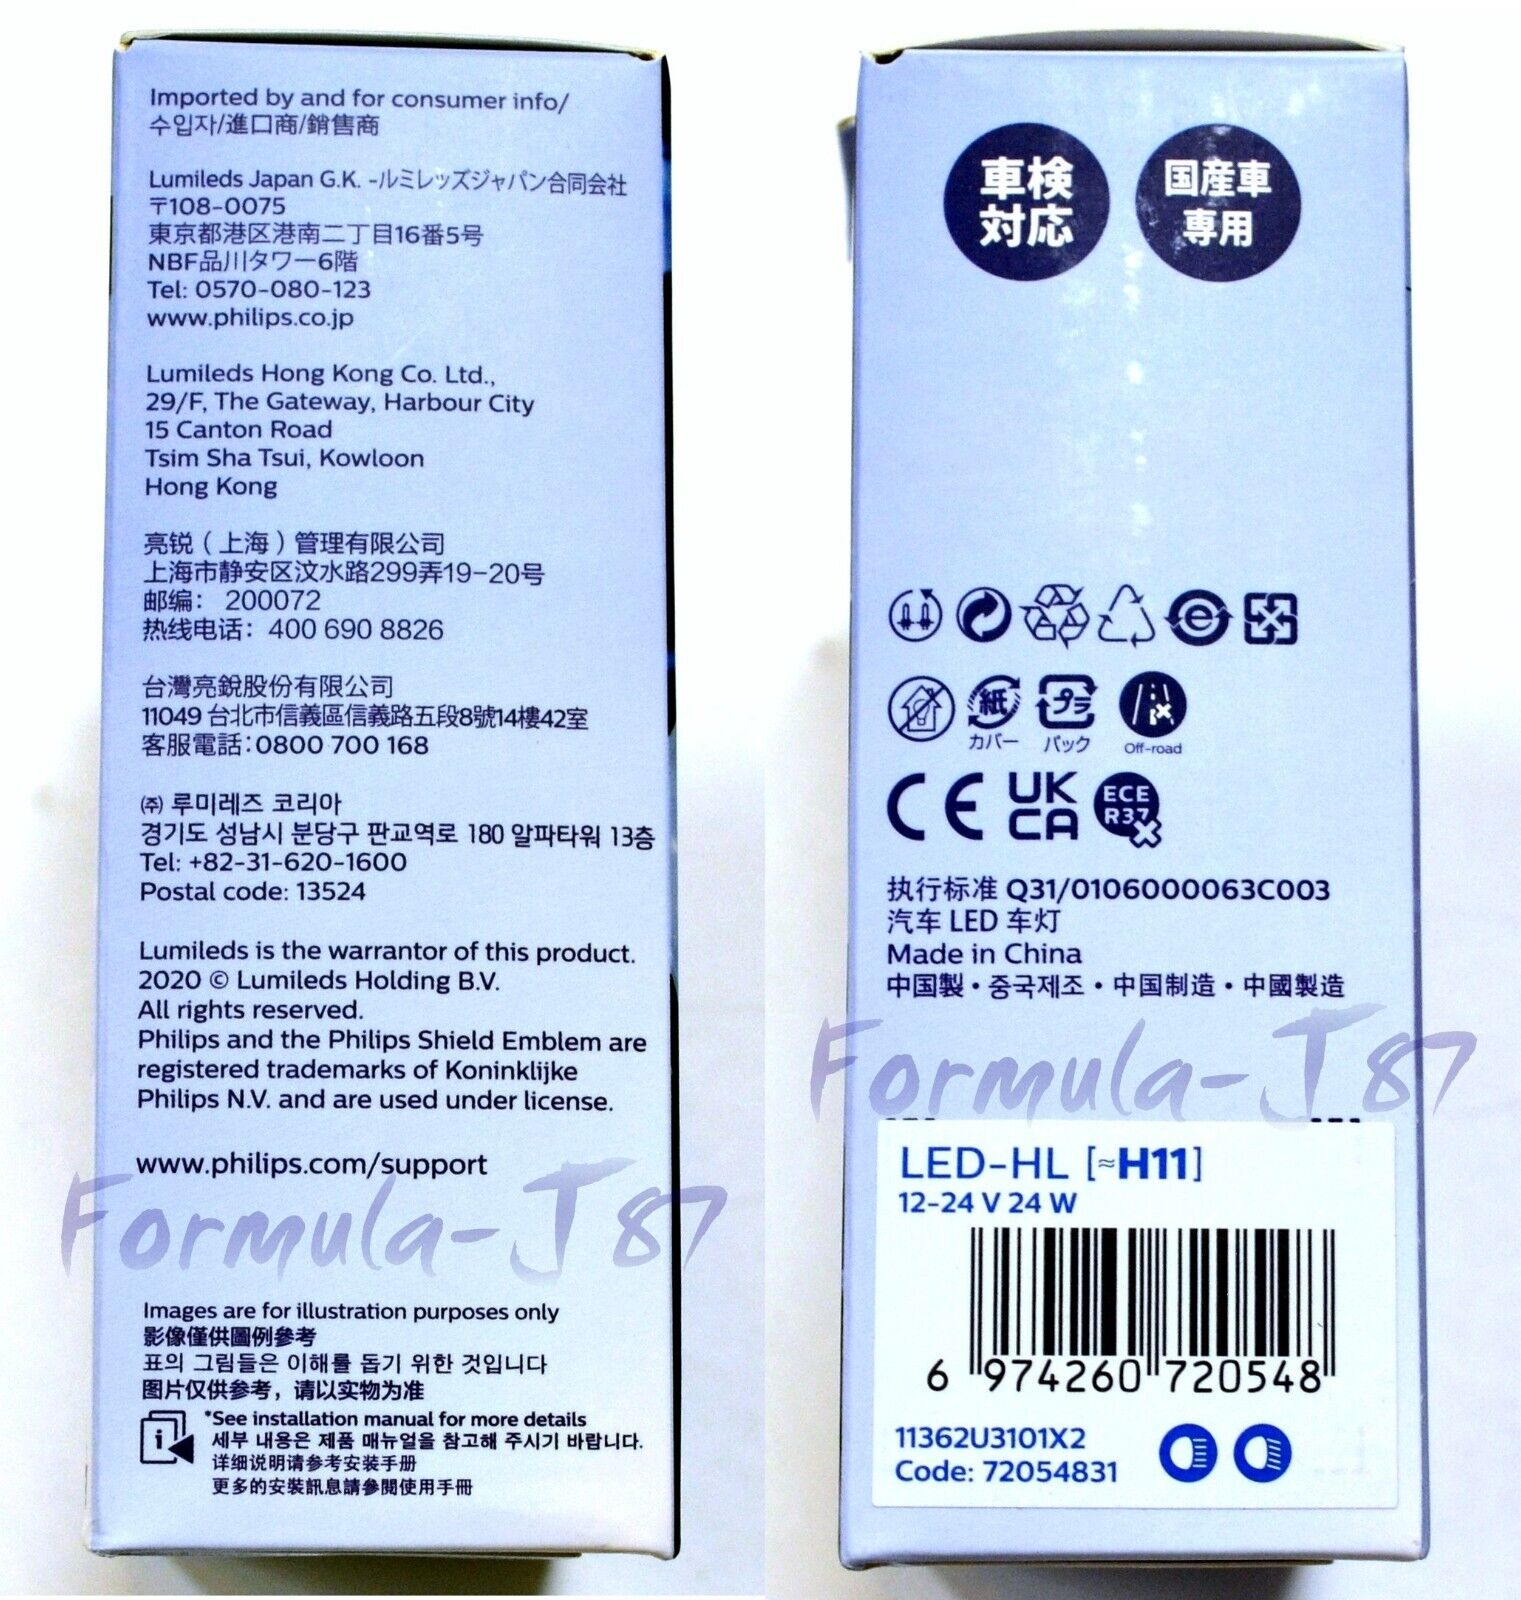 Imported by and for consumer info/
수입자/進口商/銷售商
Lumileds Japan G.K. -ルミレッズジャパン合同会社
〒108-0075
東京都港区港南二丁目16番5号
NBF品川タワー6階
Tel: 0570-080-123
www.philips.co.jp
Lumileds Hong Kong Co. Ltd.,
29/F, The Gateway, Harbour City
15 Canton Road
Tsim Sha Tsui, Kowloon
Hong Kong
亮锐（上海）管理有限公司
上海市静安区汶水路299弄19-20号
邮编： 200072
热线电话： 400 690 8826
台灣亮銳股份有限公司
11049 台北市信義區信義路五段8號14樓42室
客服電話：0800 700 168
㈜ 루미레즈 코리아
경기도 성남시 분당구 판교역로 180 알파타워 13층
Tel: +82-31-620-1600
Postal code: 13524
Lumileds is the warrantor of this product.
2020 © Lumileds Holding B.V.
All rights reserved.
Philips and the Philips Shield Emblem are
registered trademarks of Koninklijke
Philips N.V. and are used under license.
www.philips.com/support
Formula-J87
Images are for illustration purposes only
影像僅供圖例參考
표의 그림들은 이해를 돕기 위한 것입니다
图片仅供参考，请以实物为准
i
*See installation manual for more details
세부 내용은 제품 매뉴얼을 참고해 주시기 바랍니다.
详细说明请参考安装手册
更多的安裝訊息請參閱使用手冊
車検
対応
国産車
専用
e
紙
プラ
カバー
パック
Off-road
CE
UK
CA
ECE
R37
执行标准 Q31/0106000063C003
汽车 LED 车灯
Made in China
中国製・중국제조・中国制造・中國製造
Formula-J87
LED-HL [≈H11]
12-24 V 24 W
6 974260 720548
11362U3101X2
Code: 72054831